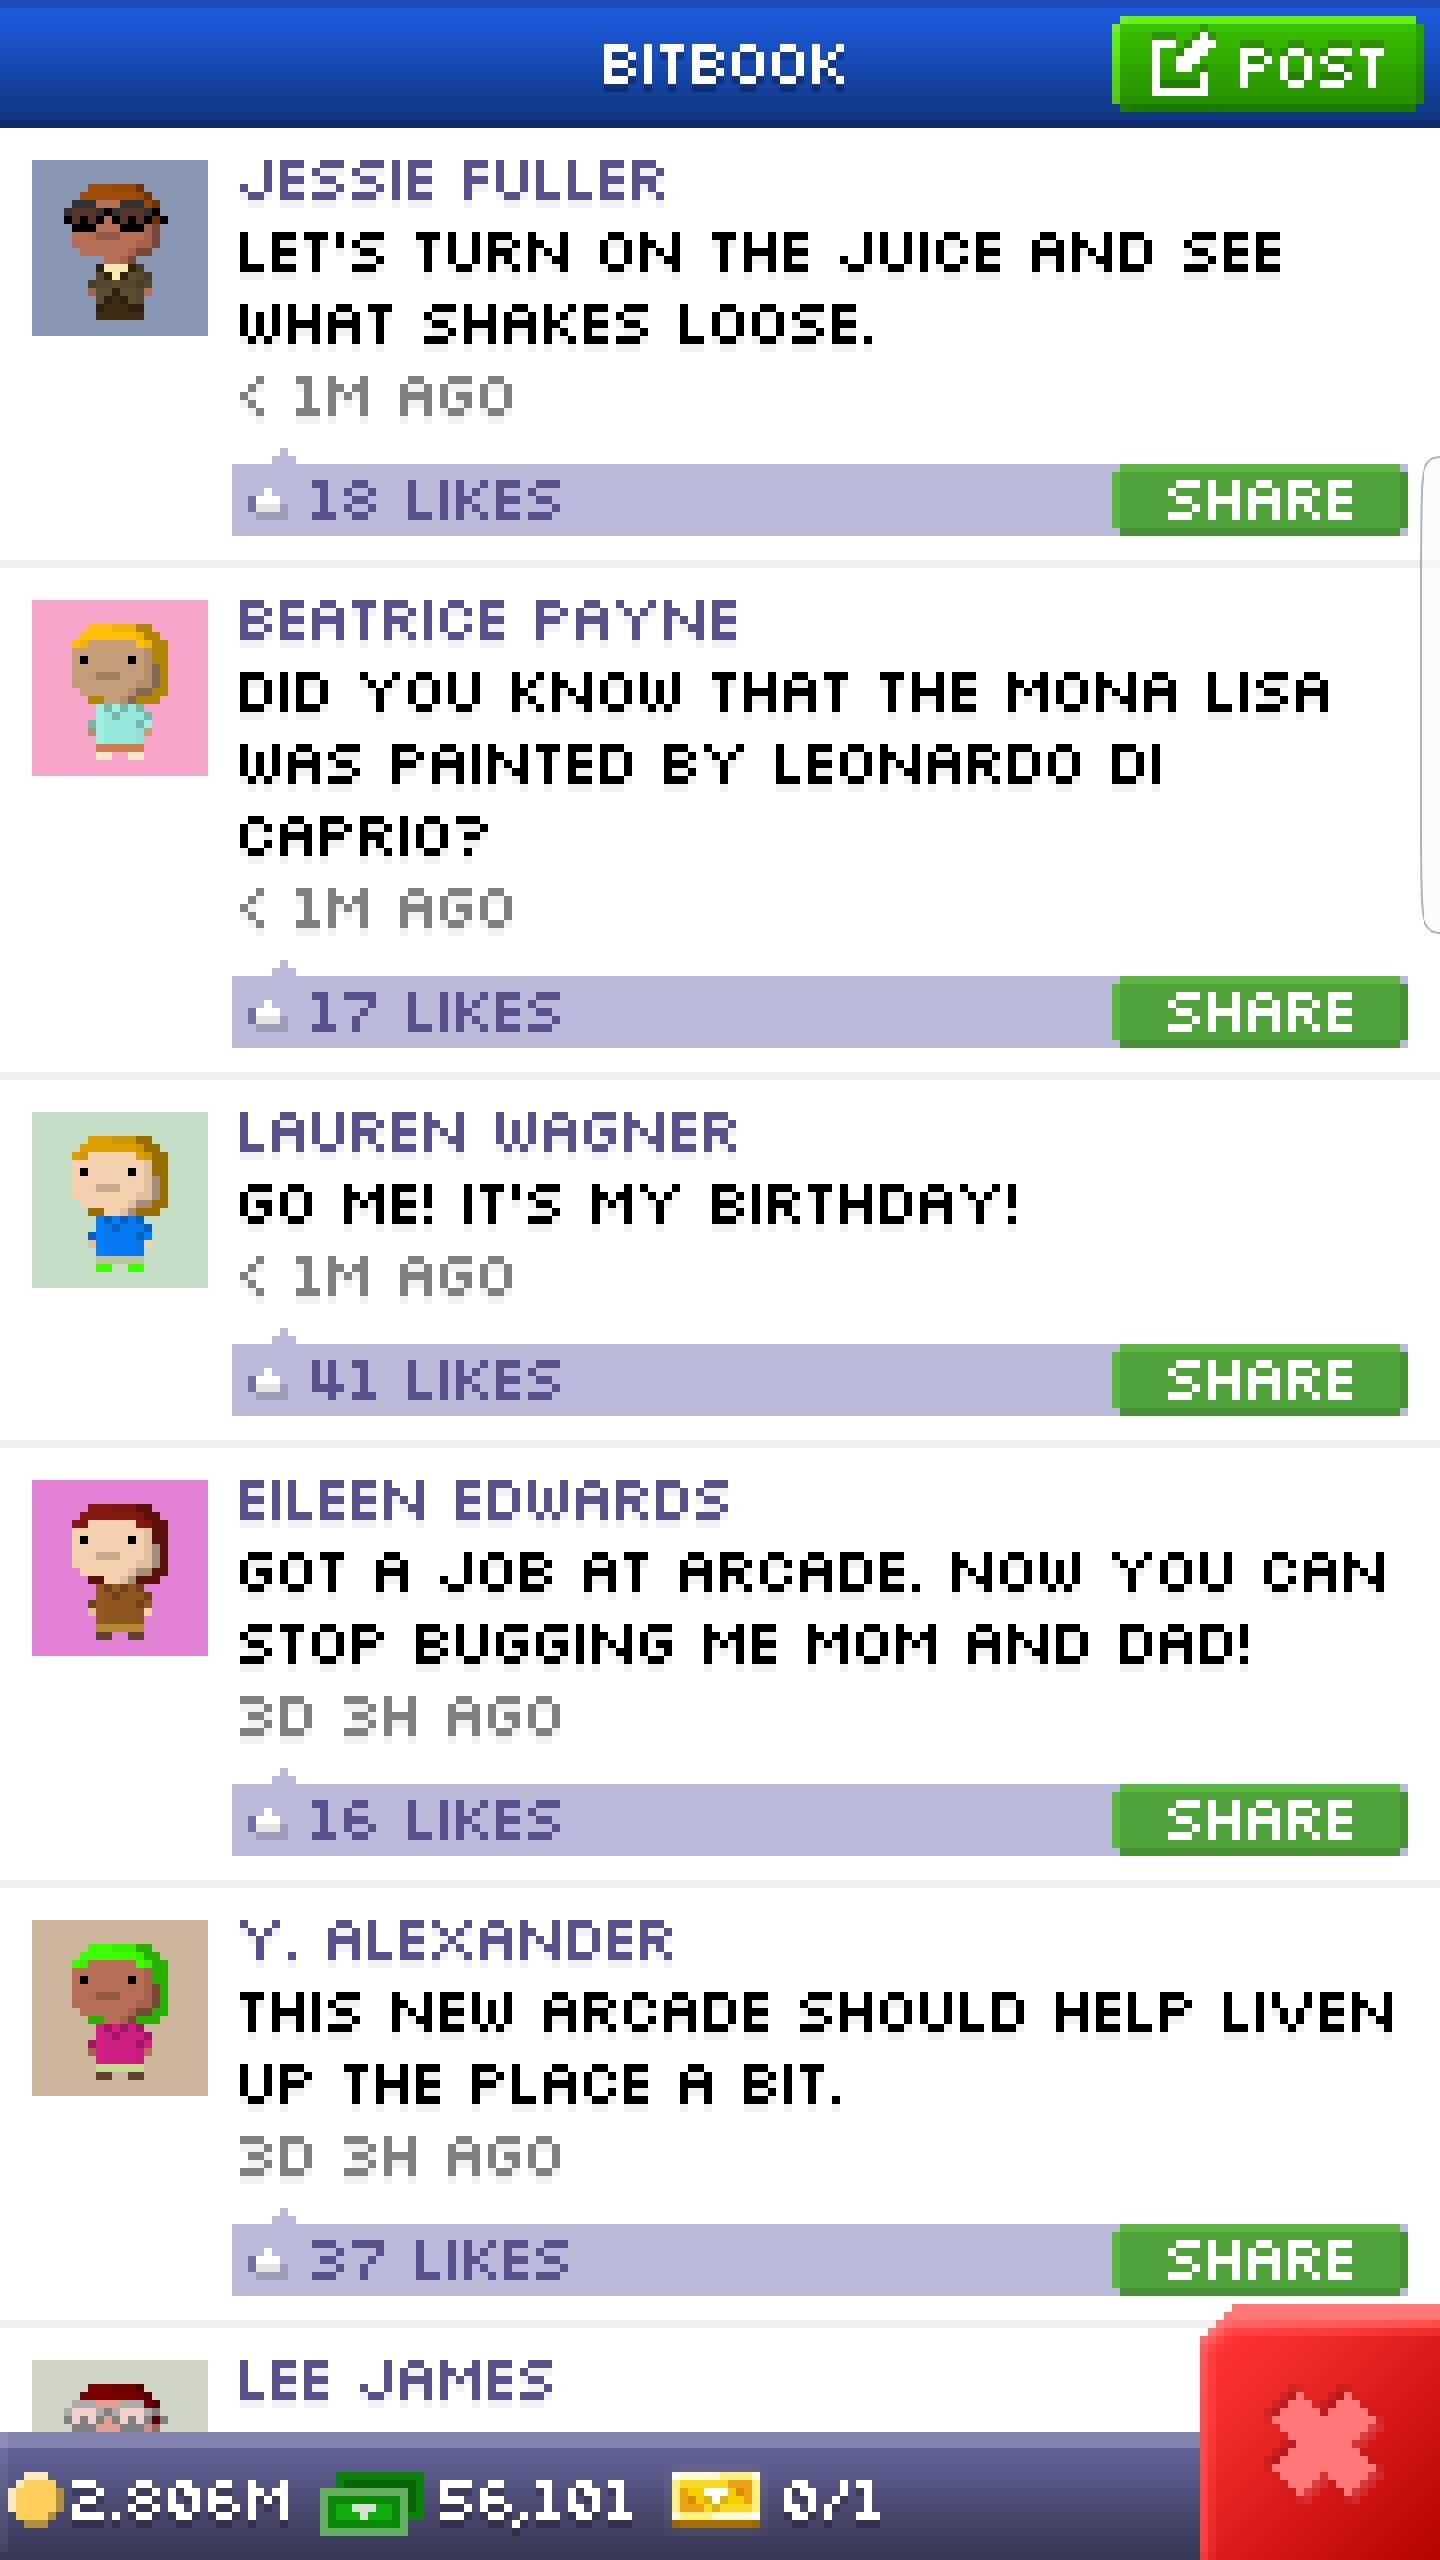 BITBOOK
POST
JESSIE FULLER
LET'S TURN ON THE JUICE AND SEE
WHAT SHAKES LOOSE.
< 1M AGO
18 LIKES
SHARE
BEATRICE PAYNE
DID YOU KNOW THAT THE MONA LISA
WAS PAINTED BY LEONARDO DI
CAPRIO?
< 1M AGO
17 LIKES
SHARE
LAUREN WAGNER
GO ME! IT'S MY BIRTHDAY!
< 1M AGO
41 LIKES
SHARE
EILEEN EDWARDS
GOT A JOB AT ARCADE. NOW YOU CAN
STOP BUGGING ME MOM AND DAD!
3D 3H AGO
16 LIKES
SHARE
Y. ALEXANDER
THIS NEW ARCADE SHOULD HELP LIVEN
UP THE PLACE A BIT.
3D 3H AGO
37 LIKES
SHARE
LEE JAMES
2.806M
56,101
0/1